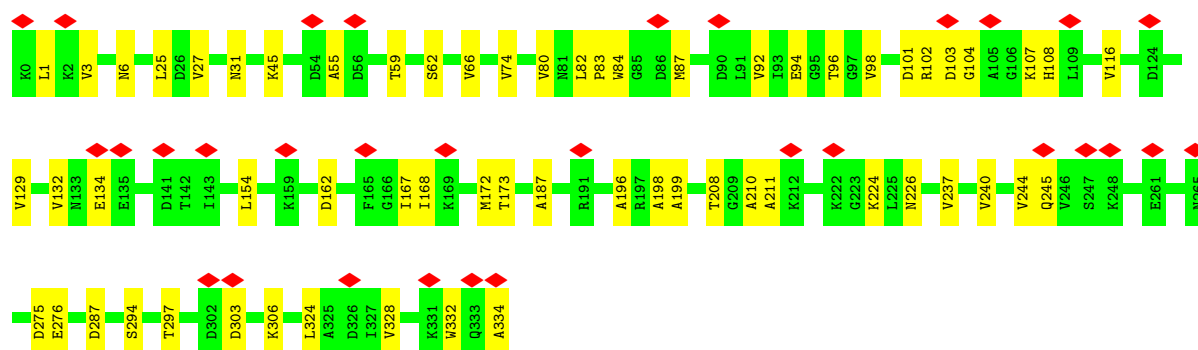 K0 L1 K2 V3 N6 L25 D26 V27 N31 K45 D54 A55 D56 T59 S62 V66 V74 V80 N81 L82 P83 W84 G85 D86 M87 D90 L91 V92 I93 E94 G95 T96 G97 V98 D101 R102 D103 G104 A105 G106 K107 H108 L109 V116 D124
V129 V132 N133 E134 E135 D141 T142 I143 L154 K159 D162 F165 G166 I167 I168 K169 M172 T173 A187 R191 A196 R197 A198 A199 T208 G209 A210 A211 K212 K222 G223 K224 L225 N226 V237 V240 V244 Q245 V246 S247 K248 E261 N265
D275 E276 D287 S294 T297 D302 D303 K306 L324 A325 D326 I327 V328 K331 W332 Q333 A334